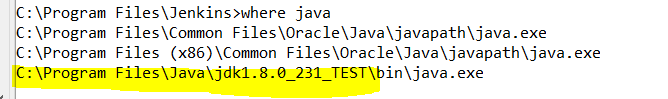 C:\Program Files\Jenkins>where java
C:\Program Files\Common Files\Oracle\Java\javapath\java.exe
C:\Program Files (x86)\Common Files\Oracle\Java\javapath\java.exe
C:\Program Files\Java\jdk1.8.0_231_TEST\bin\java.exe